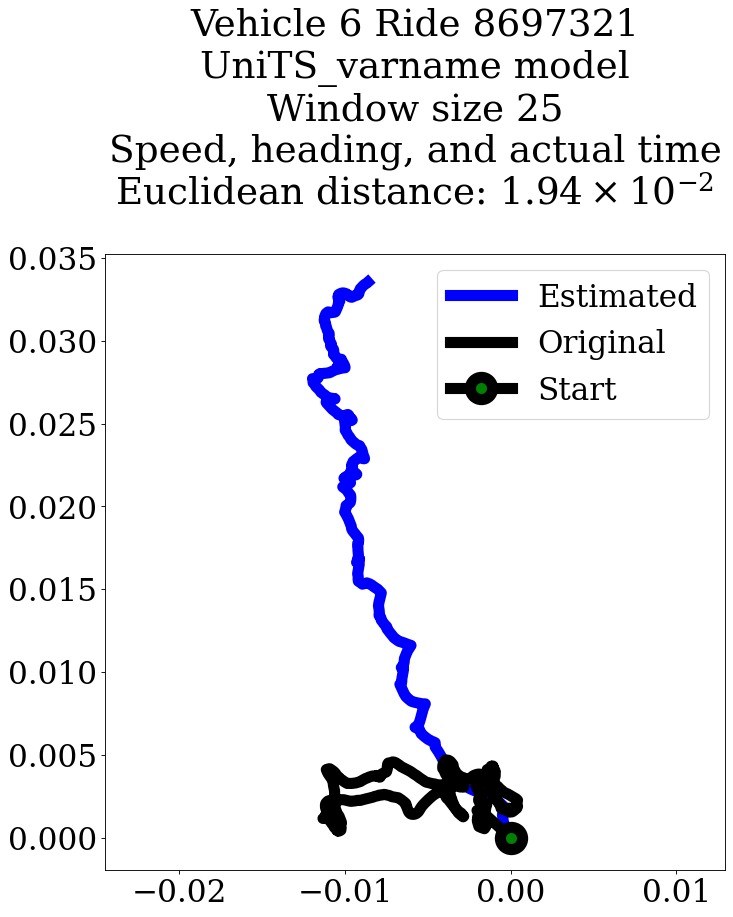 Vehicle 6 Ride 8697321
UniTS_varname model
Window size 25
Speed, heading, and actual time
Euclidean distance: 1.94 × 10⁻²
0.035
0.030
0.025
0.020
0.015
0.010
0.005
0.000
Estimated
Original
Start
−0.02 −0.01 0.00 0.01